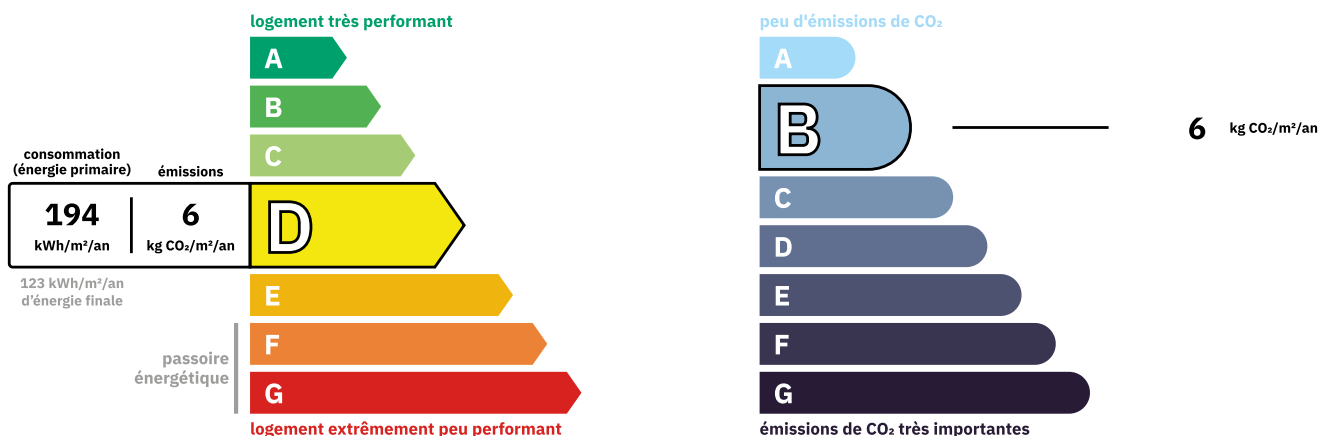 logement très performant
A
B
C
consommation
(énergie primaire)
émissions
194
kWh/m²/an
6
kg CO₂/m²/an
D
123 kWh/m²/an
d'énergie finale
E
passoire
énergétique
F
G
logement extrêmement peu performant
peu d'émissions de CO₂
A
B
6 kg CO₂/m²/an
C
D
E
F
G
émissions de CO₂ très importantes